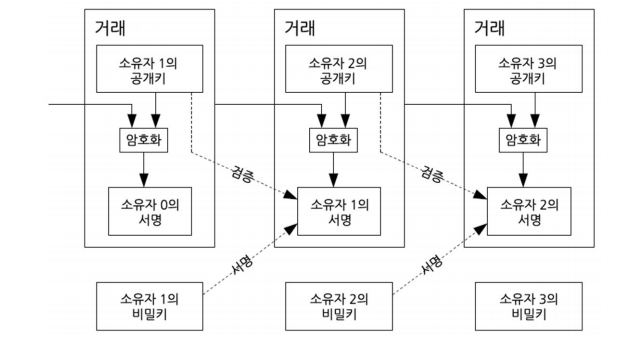 거래
소유자 1의
공개키
암호화
소유자 0의
서명
거래
소유자 2의
공개키
암호화
소유자 1의
서명
거래
소유자 3의
공개키
암호화
소유자 2의
서명
검증
검증
서명
서명
소유자 1의
비밀키
소유자 2의
비밀키
소유자 3의
비밀키